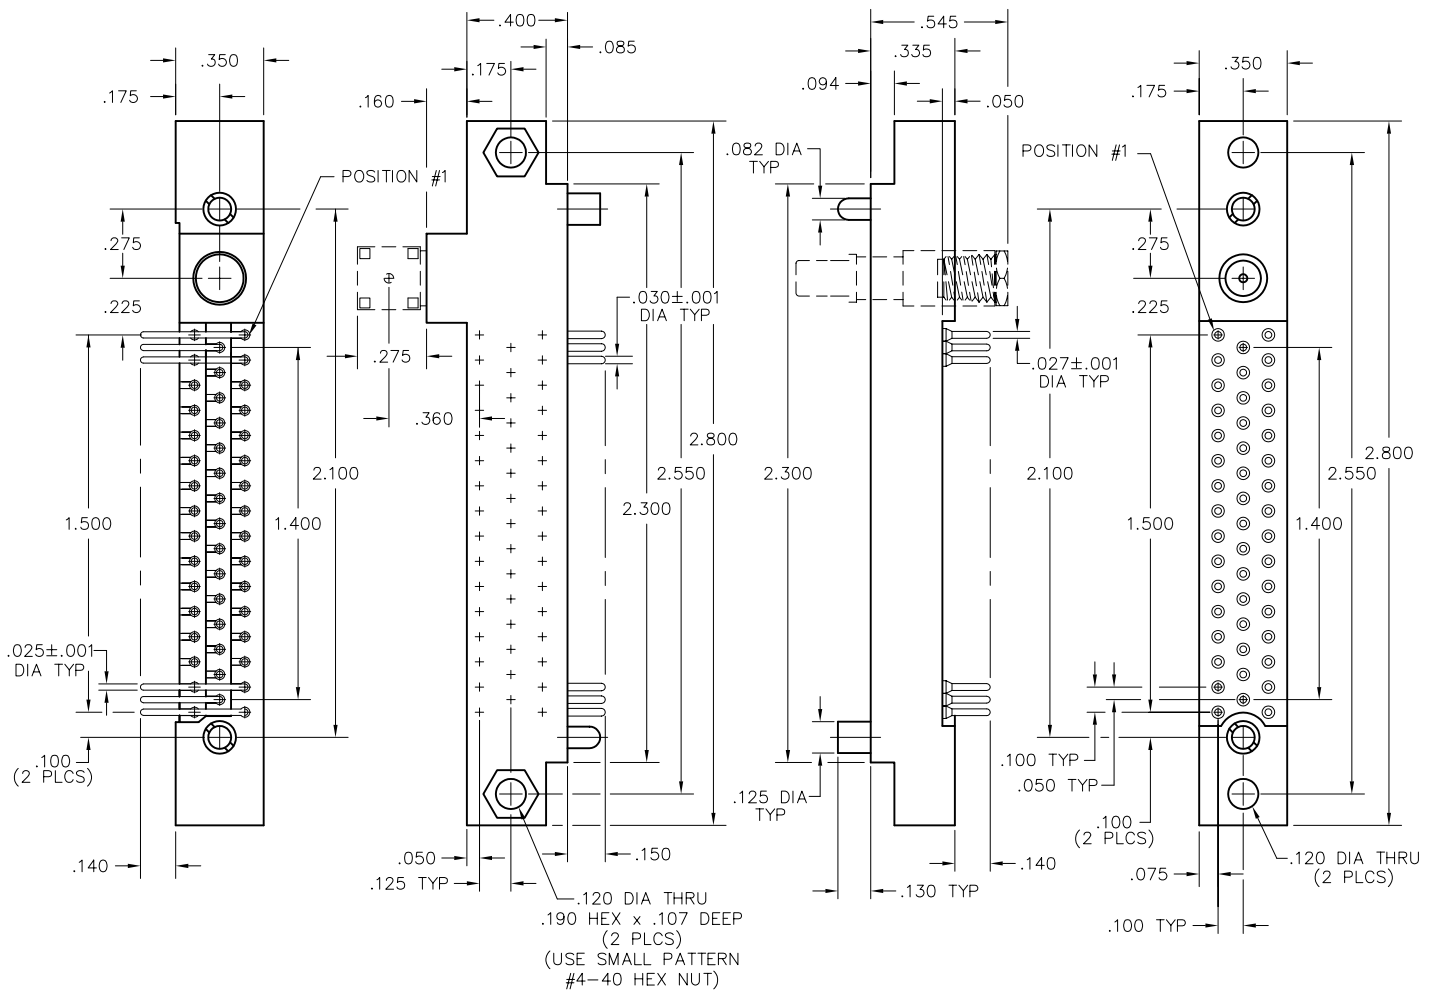 .350
.175
POSITION #1
.275
.225
2.100
1.500
1.400
.025±.001
DIA TYP
.100
(2 PLCS)
.140
.400
.085
.175
.160
.030±.001
DIA TYP
.275
.360
2.800
2.550
2.300
.050
.125 TYP
.150
.120 DIA THRU
.190 HEX x .107 DEEP
(2 PLCS)
(USE SMALL PATTERN
#4-40 HEX NUT)
.545
.335
.094
.050
.082 DIA
TYP
2.300
.027±.001
DIA TYP
.125 DIA
TYP
.130 TYP
.140
.350
.175
POSITION #1
.275
.225
2.100
1.500
1.400
2.550
2.800
.100 TYP
.050 TYP
.100
(2 PLCS)
.075
.100 TYP
.120 DIA THRU
(2 PLCS)